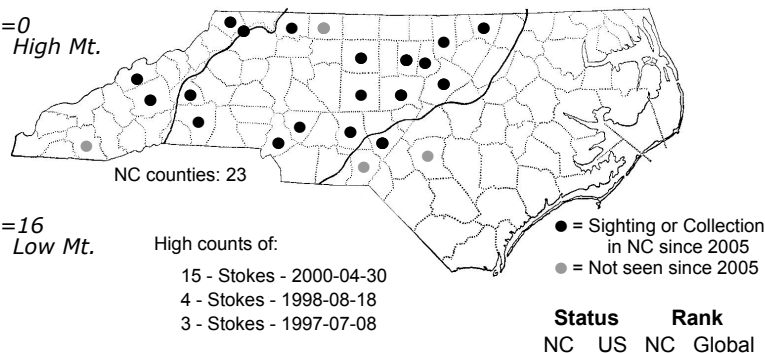 =0
High Mt.
NC counties: 23
=16
Low Mt.
High counts of:
15 - Stokes - 2000-04-30
4 - Stokes - 1998-08-18
3 - Stokes - 1997-07-08
● = Sighting or Collection
in NC since 2005
● = Not seen since 2005
Status Rank
NC US NC Global